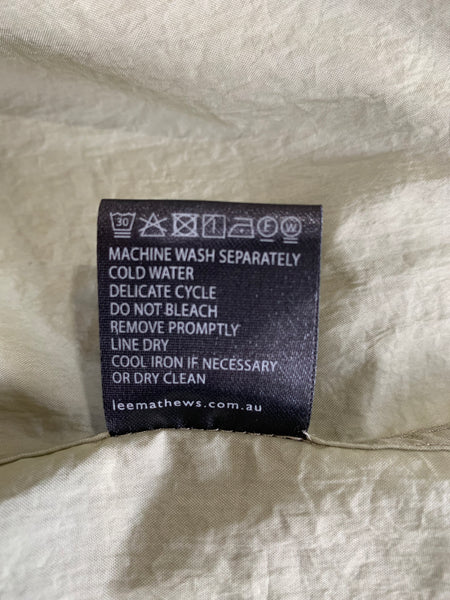 30
MACHINE WASH SEPARATELY
COLD WATER
DELICATE CYCLE
DO NOT BLEACH
REMOVE PROMPTLY
LINE DRY
COOL IRON IF NECESSARY
OR DRY CLEAN
leemathews.com.au